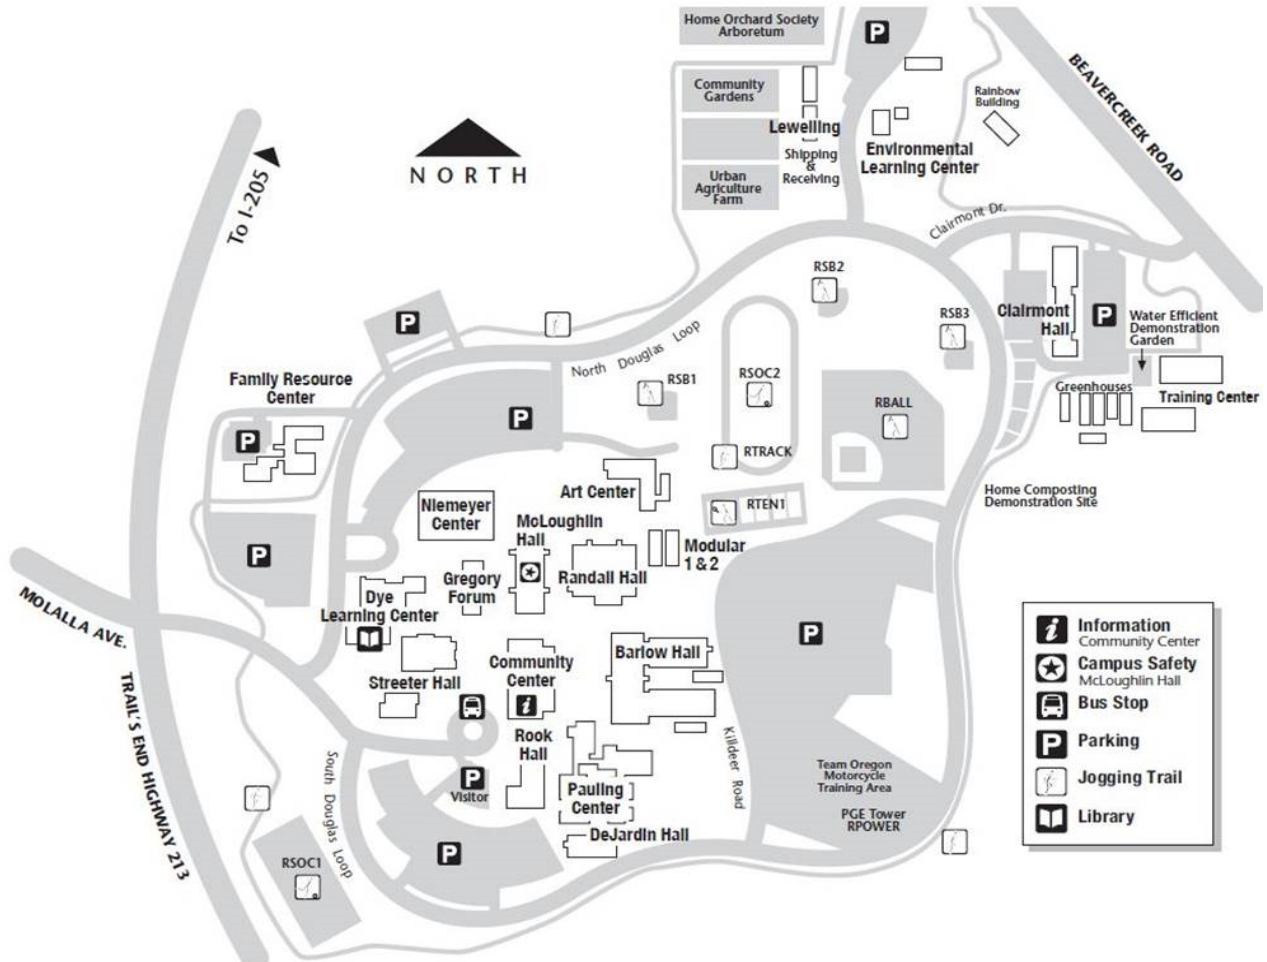 Home Orchard Society
Arboretum
P
BEAVERCREEK ROAD
Community
Gardens
Rainbow
Building
Lewelling
Shipping
&
Receiving
Environmental
Learning Center
Urban
Agriculture
Farm
NORTH
To I-205
Clairmont Dr.
RSB2
RSB3
Clairmont
Hall
P
Water Efficient
Demonstration
Garden
P
North Douglas Loop
RSB1
RSOC2
Family Resource
Center
P
P
RBALL
Greenhouses
Training Center
RTRACK
Art Center
Niemeyer
Center
McLoughlin
Hall
RTEN1
Home Composting
Demonstration Site
P
Modular
1 & 2
Randall Hall
Gregory
Forum
Dye
Learning Center
MOLALLA AVE.
P
Barlow Hall
Community
Center
i
Streeter Hall
Rook
Hall
Killdeer Road
TRAIL'S END HIGHWAY 213
South Douglas Loop
P
Visitor
Pauling
Center
DeJardin Hall
P
Team Oregon
Motorcycle
Training Area
PGE Tower
RPOWER
RSOC1
i Information
Community Center
Campus Safety
McLoughlin Hall
Bus Stop
P Parking
Jogging Trail
Library